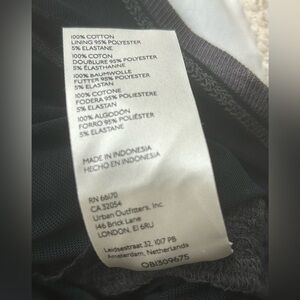 100% COTTON
LINING 95% POLYESTER
5% ELASTANE
100% COTON
DOUBLURE 95% POLYESTER
5% ÉLASTHANNE
100% BAUMWOLLE
FUTTER 95% POLYESTER
5% ELASTAN
100% COTONE
FODERA 95% POLIESTERE
5% ELASTAN
100% ALGODÓN
FORRO 95% POLIÉSTER
5% ELASTANE
MADE IN INDONESIA
HECHO EN INDONESIA
RN 66170
CA 32054
Urban Outfitters, Inc
146 Brick Lane
LONDON, E1 6RU
Leidsestraat 32, 1017 PB
Amsterdam, Netherlands
OB1309675